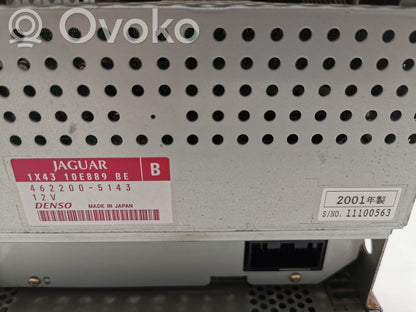 Ovoko
JAGUAR
1X43 10E889 BE
B
462200-5143
12V
DENSO MADE IN JAPAN
2001年製
S/NO. 11100563